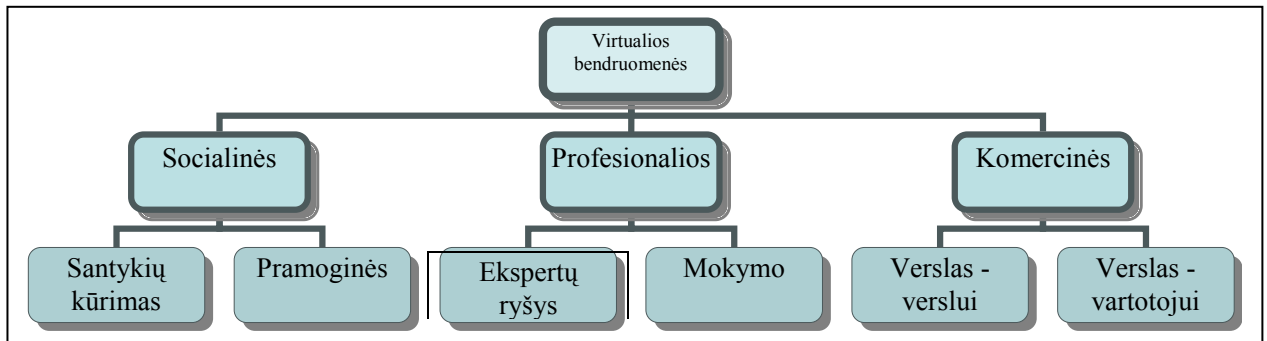 Virtualios
bendruomenės
Socialinės
Profesionalios
Komercinės
Santykių
kūrimas
Pramoginės
Ekspertų
ryšys
Mokymo
Verslas -
verslui
Verslas -
vartotojui